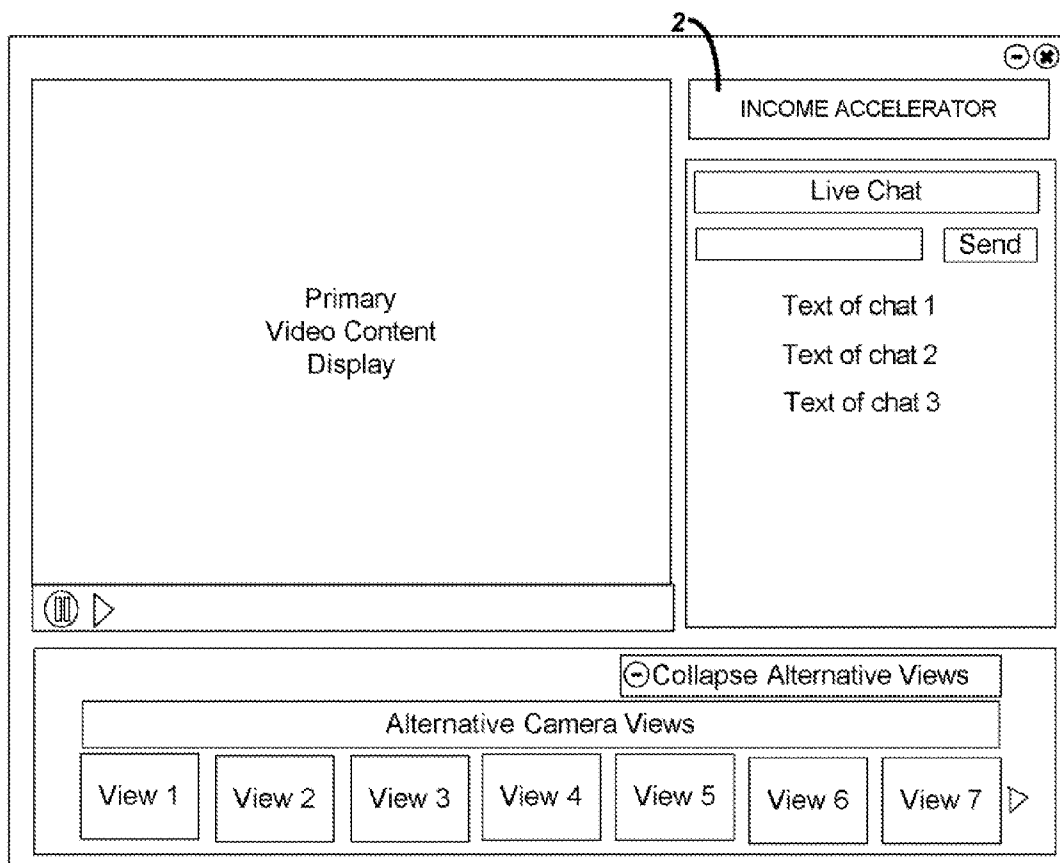 2
INCOME ACCELERATOR
Live Chat
Send
Text of chat 1
Text of chat 2
Text of chat 3
Primary
Video Content
Display
Collapse Alternative Views
Alternative Camera Views
View 1 View 2 View 3 View 4 View 5 View 6 View 7